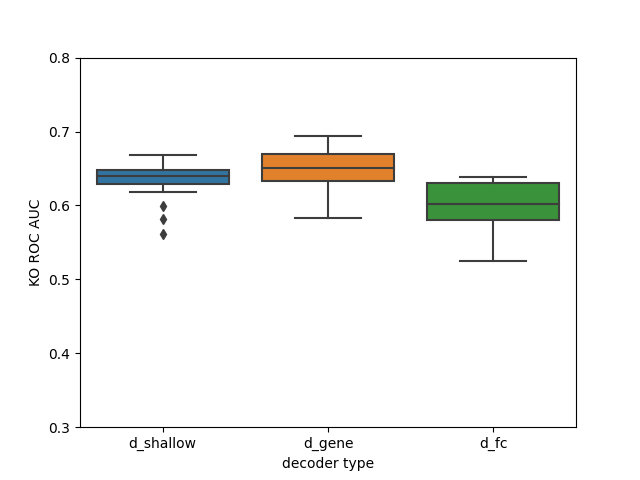 0.8
0.7
0.6
0.5
0.4
0.3
KO ROC AUC
d_shallow
d_gene
d_fc
decoder type